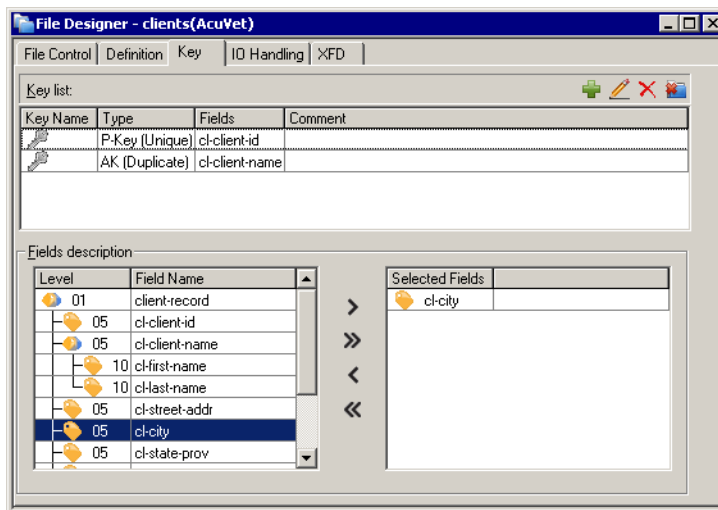 File Designer - clients(AcuVet)
File Control Definition Key IO Handling XFD
Key list:
Key Name Type Fields Comment
P-Key (Unique) cl-client-id
AK (Duplicate) cl-client-name
Fields description
Level Field Name Selected Fields
01 client-record cl-city
05 cl-client-id
05 cl-client-name
10 cl-first-name
10 cl-last-name
05 cl-street-addr
05 cl-city
05 cl-state-prov